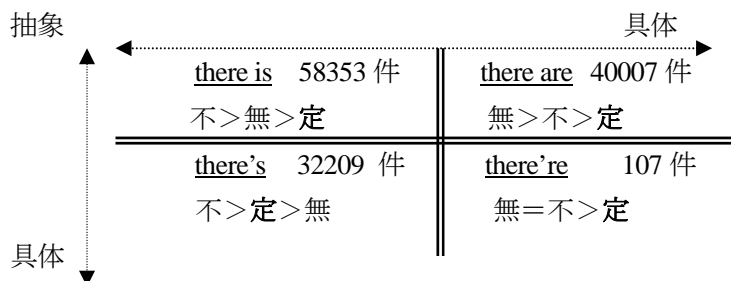 抽象 具体
there is 58353 件 there are 40007 件
不＞無＞定 無＞不＞定
there's 32209 件 there're 107 件
不＞定＞無 無＝不＞定
具体